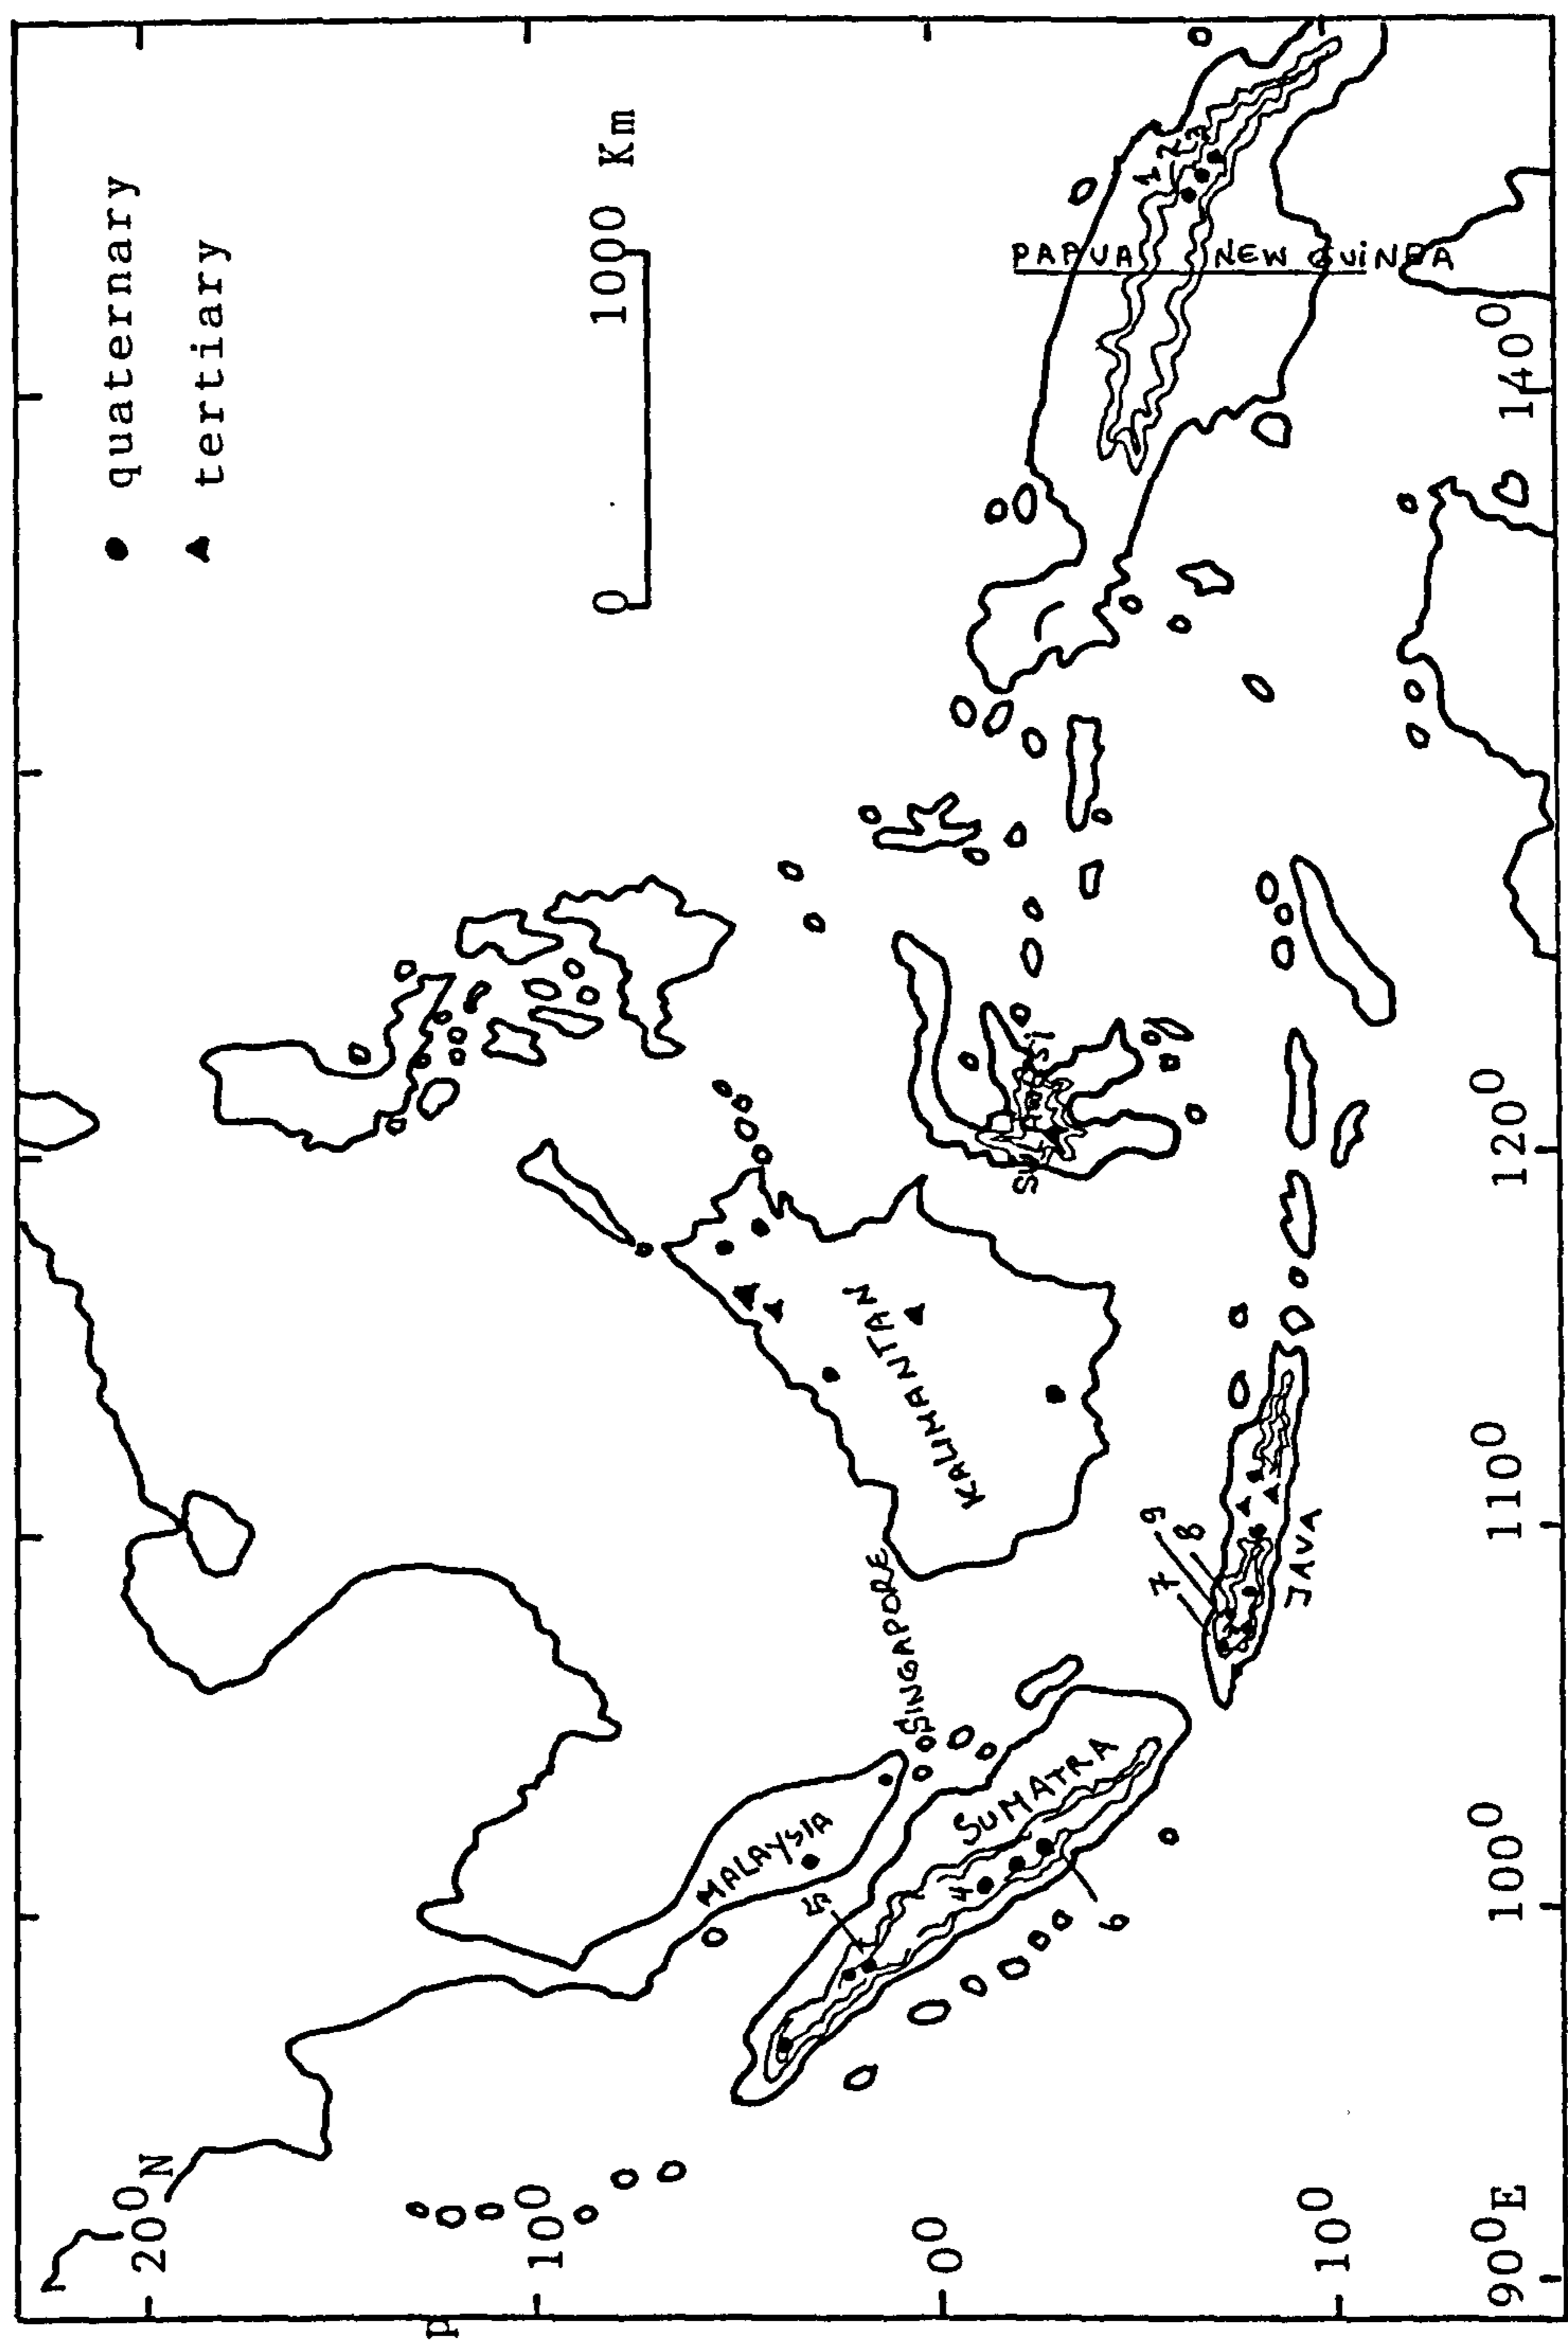 quaternary
tertiary
0 1000 Km
20⁰N
10⁰
0⁰
10⁰
90⁰E
100⁰
110⁰
120⁰
140⁰
PAPUA NEW GUINEA
1 2 3
MALAYSIA
SINGAPORE
KALIMANTAN
SUMATRA
JAVA
4
5
6
7
8
9